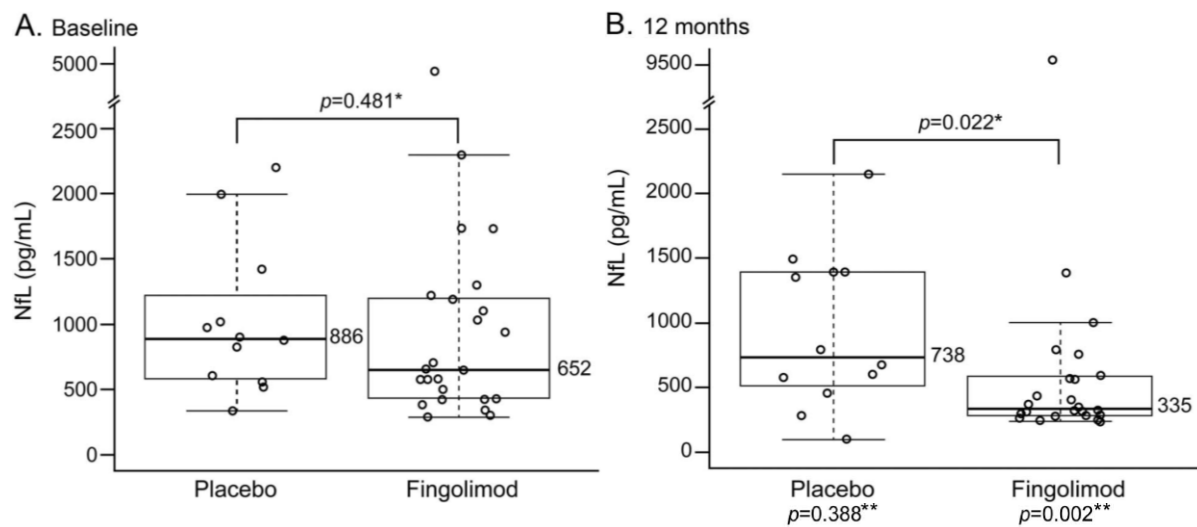 A. Baseline
5000
2500
2000
1500
1000
500
0
NfL (pg/mL)
p=0.481*
886
652
Placebo
Fingolimod
B. 12 months
9500
2500
2000
1500
1000
500
0
NfL (pg/mL)
p=0.022*
738
335
Placebo
p=0.388**
Fingolimod
p=0.002**